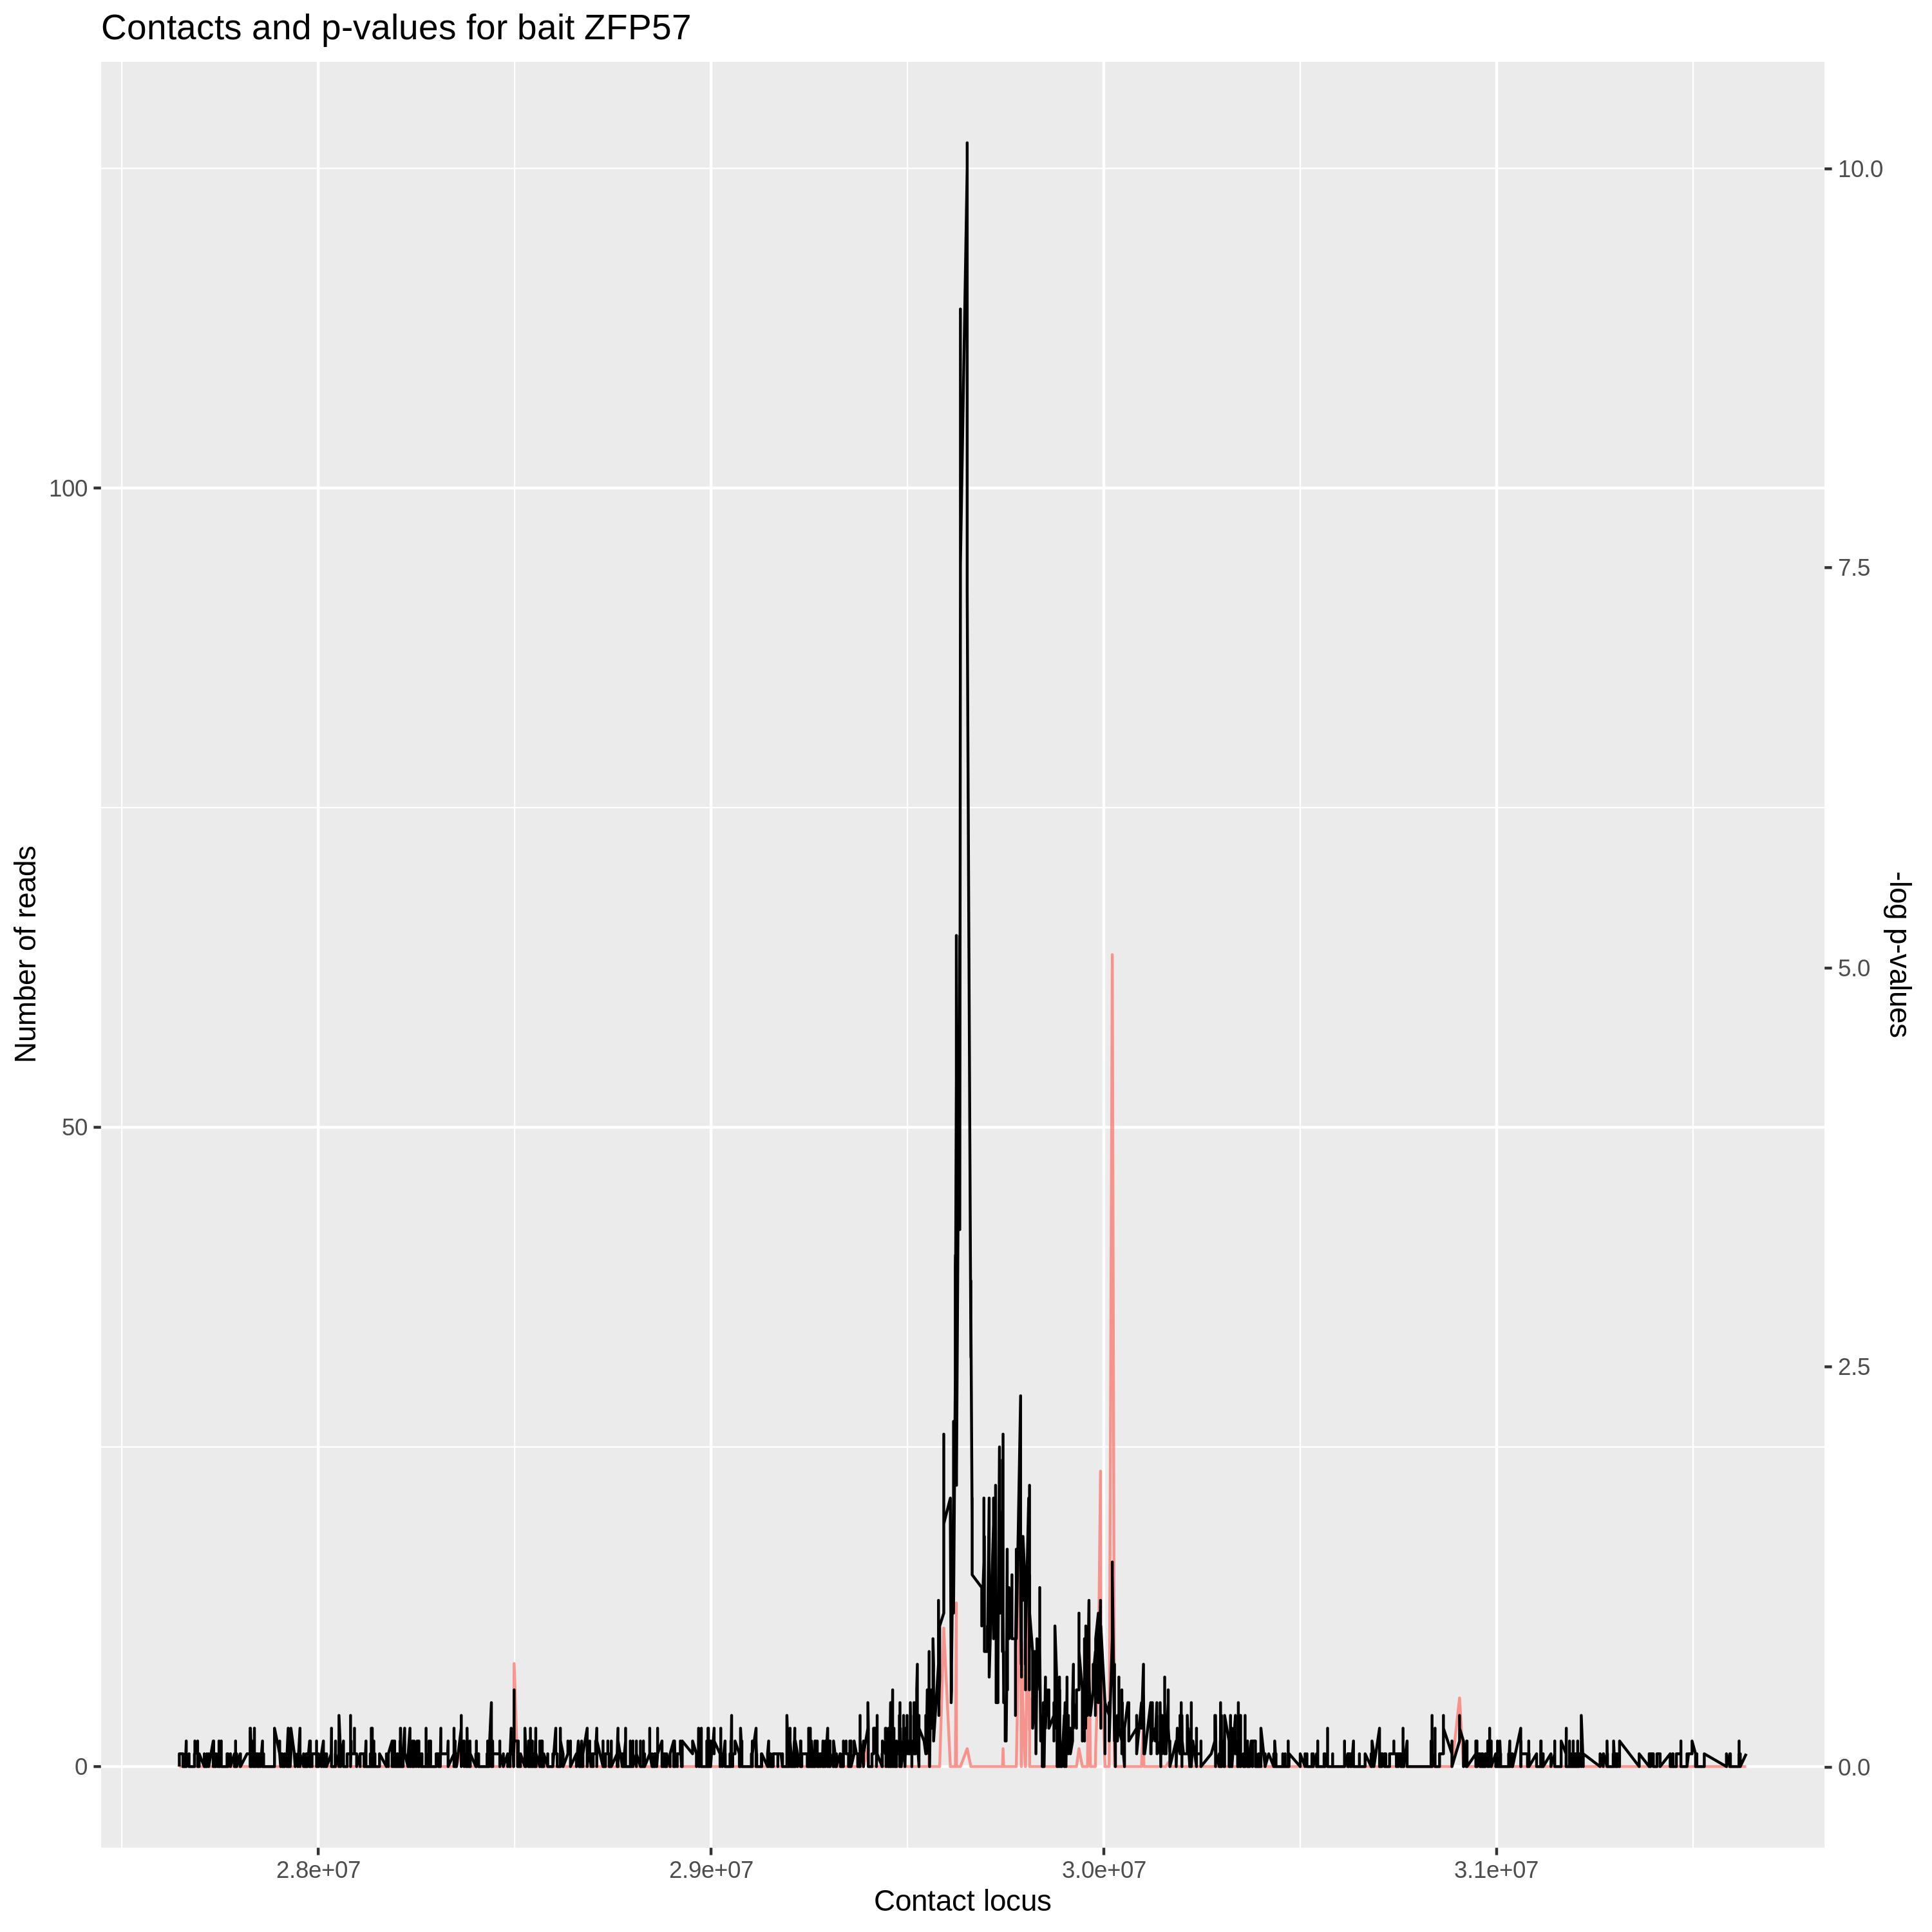 Contacts and p-values for bait ZFP57
Number of reads
100
50
0
10.0
7.5
5.0
2.5
0.0
-log p-values
2.8e+07
2.9e+07
3.0e+07
3.1e+07
Contact locus